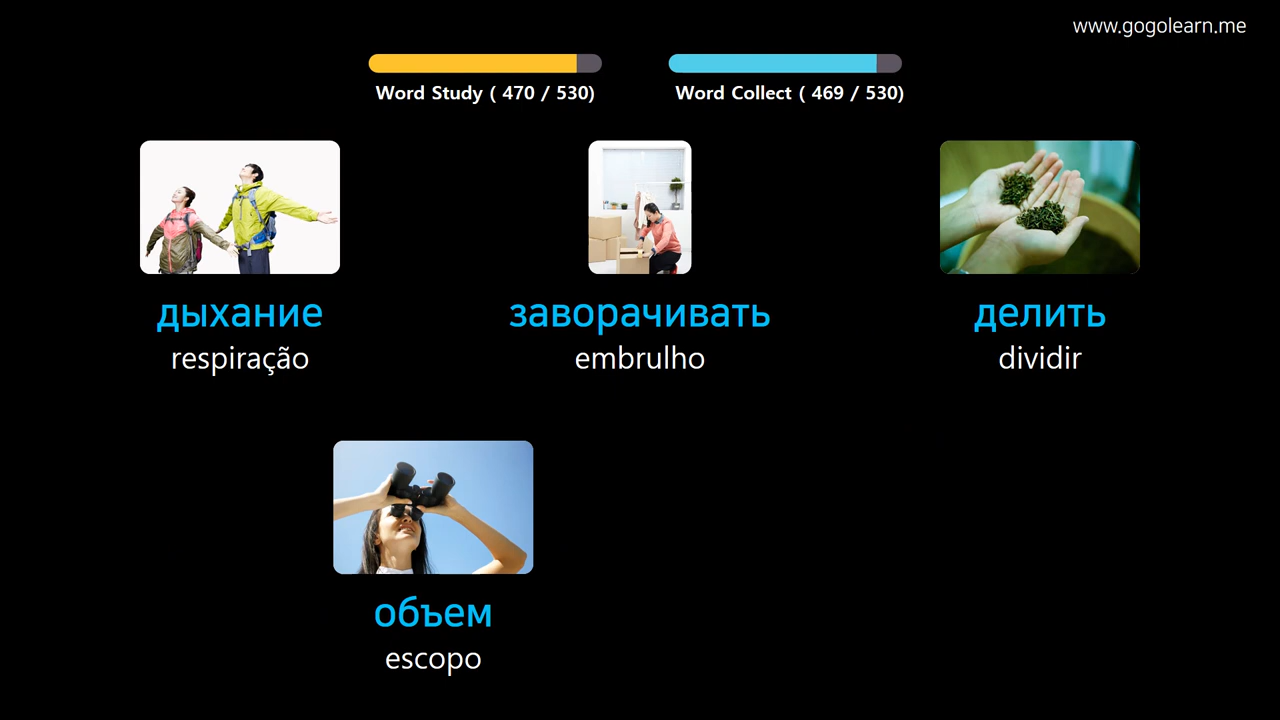 www.gogolearn.me
Word Study ( 470 / 530)
Word Collect ( 469 / 530)
дыхание
respiração
заворачивать
embrulho
делить
dividir
объем
escopo